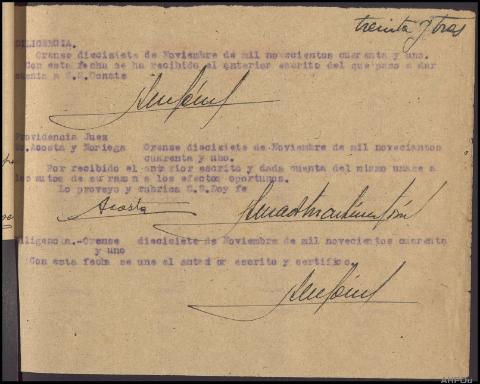 treinta y tres
DILIGENCIA.
Orense diecisiete de Noviembre de mil novecientos cuarenta y uno.
Con esta fecha se ha recibido el anterior escrito del que paso a dar
cuenta a S.S. Conste
Providencia Juez
Sr. Acosta y Noriega Orense diecisiete de Noviembre de mil novecientos
cuarenta y uno.
Por recibido el anterior escrito y dada cuenta del mismo unase a
los autos de su razon a los efectos oportunos.
Lo proveyo y rubrica S.S. Doy fe
Acosta
Diligencia.-Orense diecisiete de Noviembre de mil novecientos cuarenta
y uno
Con esta fecha se une el anterior escrito y certifico.
AHPOu